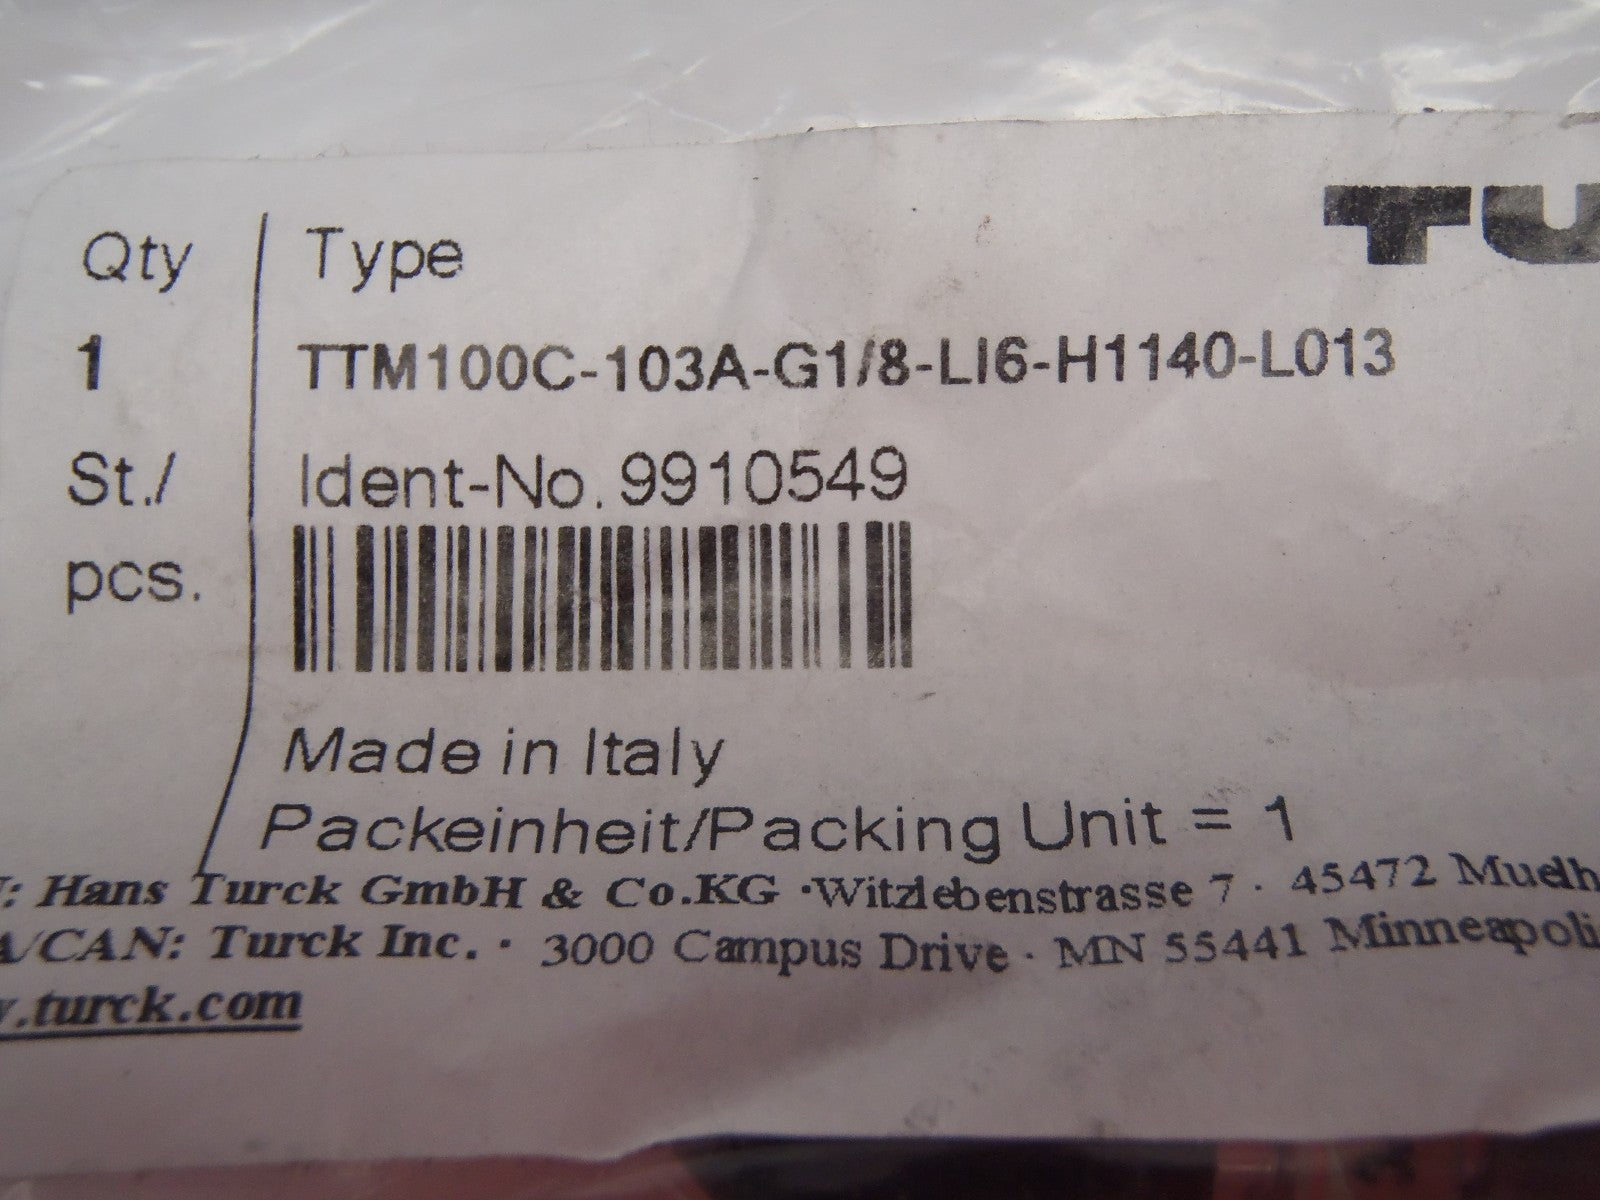 Qty Type TU
1 TTM100C-103A-G1/8-LI6-H1140-L013
St./ Ident-No. 9910549
pcs.
Made in Italy
Packeinheit/Packing Unit = 1
: Hans Turck GmbH & Co.KG ·Witzlebenstrasse 7 · 45472 Muelh
A/CAN: Turck Inc. · 3000 Campus Drive · MN 55441 Minneapoli
.turck.com